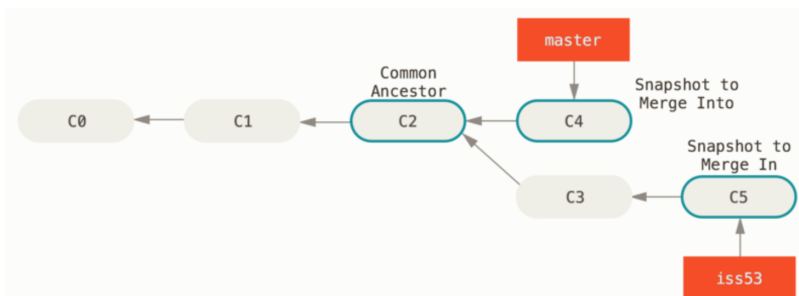 master
Common
Ancestor
Snapshot to
Merge Into
C0
C1
C2
C4
Snapshot to
Merge In
C3
C5
iss53